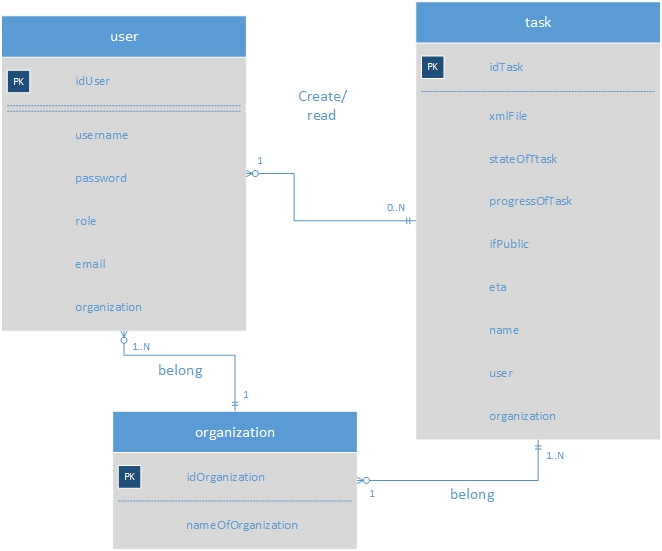 user
PK
idUser
username
password
role
email
organization
Create/
read
1
0..N
task
PK
idTask
xmlFile
stateOfTtask
progressOfTask
ifPublic
eta
name
user
organization
1..N
belong
1
organization
PK
idOrganization
nameOfOrganization
1..N
1
belong